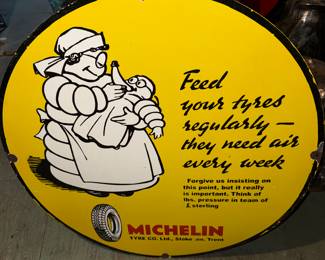 Feed
your tyres
regularly —
they need air
every week
Forgive us insisting on
this point, but it really
is important. Think of
lbs. pressure in team of
£ sterling
MICHELIN
TYRE CO. Ltd., Stoke on Trent